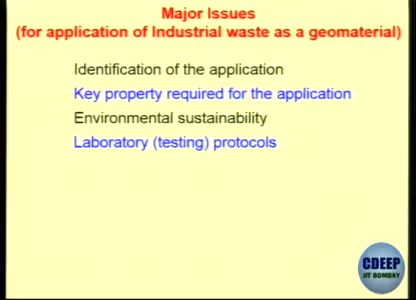 Major Issues
(for application of Industrial waste as a geomaterial)
Identification of the application
Key property required for the application
Environmental sustainability
Laboratory (testing) protocols
CDEEP
IIT BOMBAY